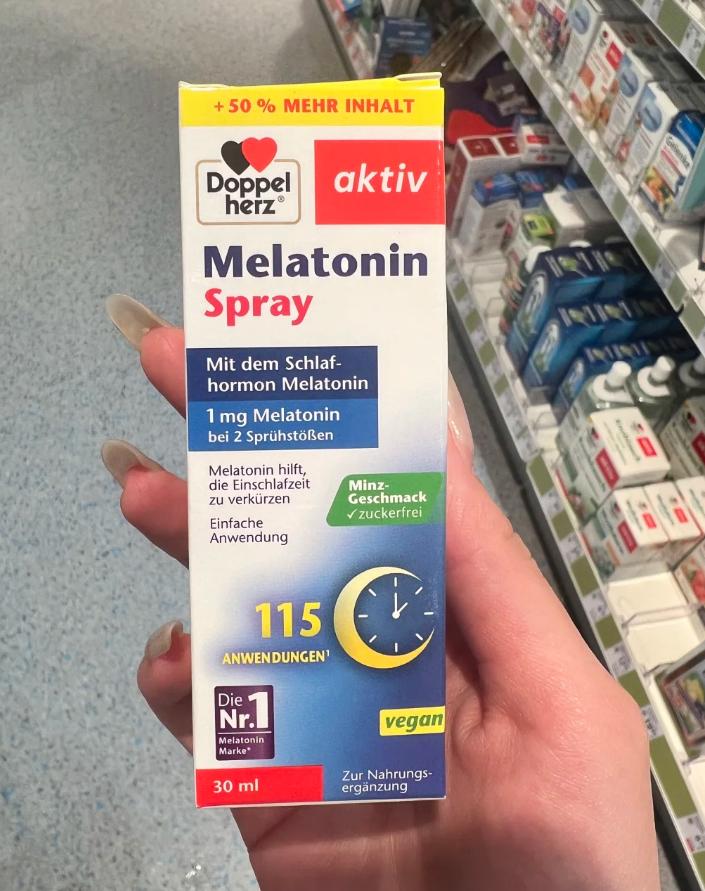 + 50 % MEHR INHALT
Doppel
herz®
aktiv
Melatonin
Spray
Mit dem Schlaf-
hormon Melatonin
1 mg Melatonin
bei 2 Sprühstößen
Melatonin hilft,
die Einschlafzeit
zu verkürzen
Einfache
Anwendung
Minz-
Geschmack
✓zuckerfrei
115
ANWENDUNGEN¹
Die
Nr.1
Melatonin
Marke*
vegan
30 ml
Zur Nahrungs-
ergänzung